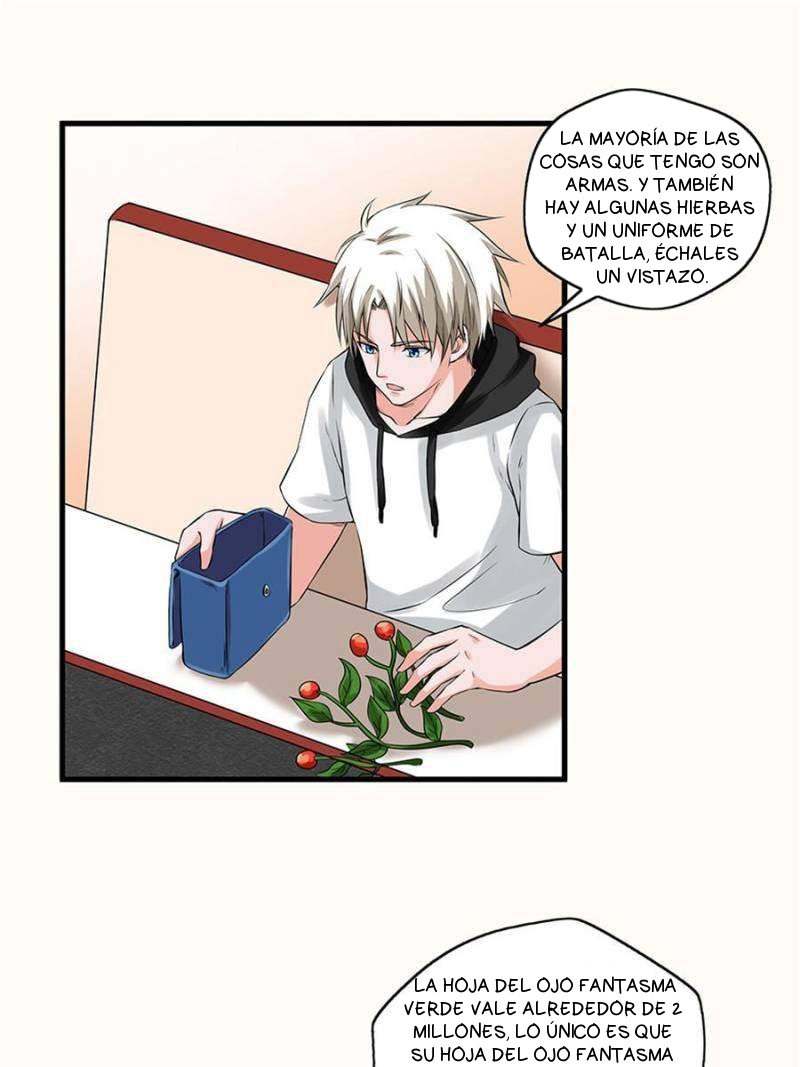 LA MAYORÍA DE LAS
COSAS QUE TENGO SON
ARMAS. Y TAMBIÉN
HAY ALGUNAS HIERBAS
Y UN UNIFORME DE
BATALLA, ÉCHALES
UN VISTAZO.
LA HOJA DEL OJO FANTASMA
VERDE VALE ALREDEDOR DE 2
MILLONES, LO ÚNICO ES QUE
SU HOJA DEL OJO FANTASMA